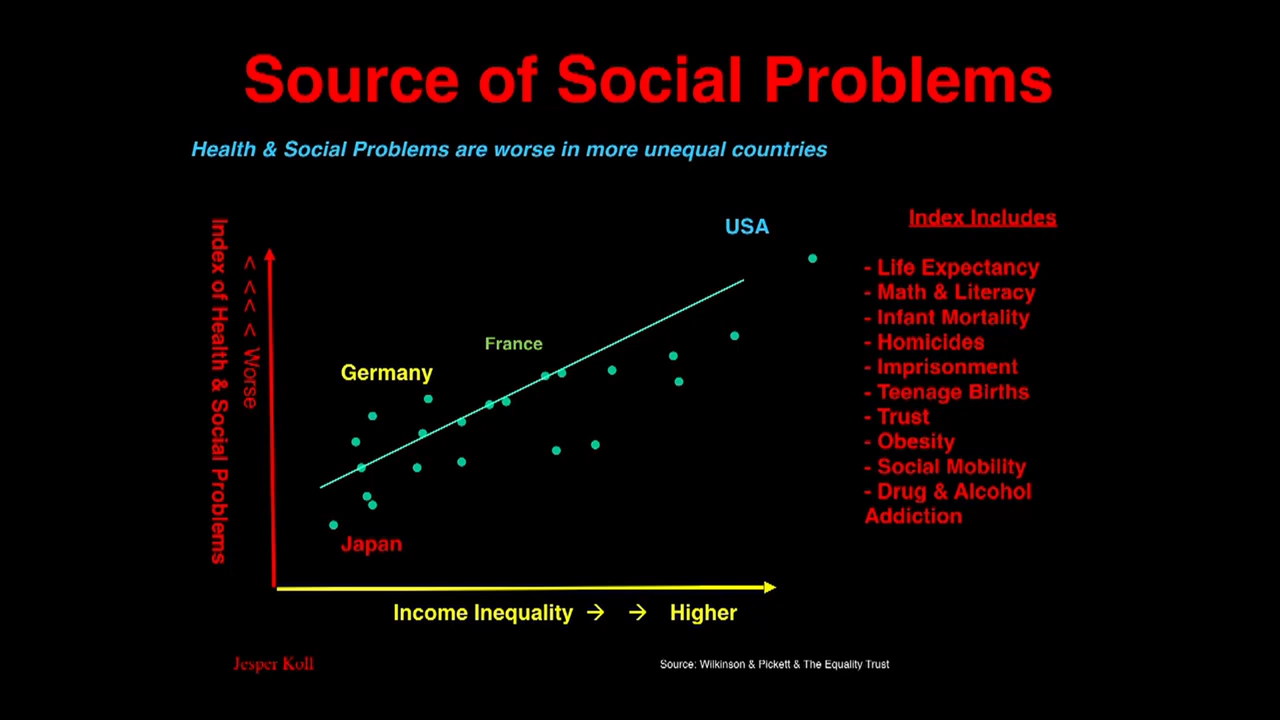 Source of Social Problems
Health & Social Problems are worse in more unequal countries
Index of Health & Social Problems
< < < < Worse
USA
France
Germany
Japan
Income Inequality → → Higher
Index Includes
- Life Expectancy
- Math & Literacy
- Infant Mortality
- Homicides
- Imprisonment
- Teenage Births
- Trust
- Obesity
- Social Mobility
- Drug & Alcohol
Addiction
Jesper Koll
Source: Wilkinson & Pickett & The Equality Trust